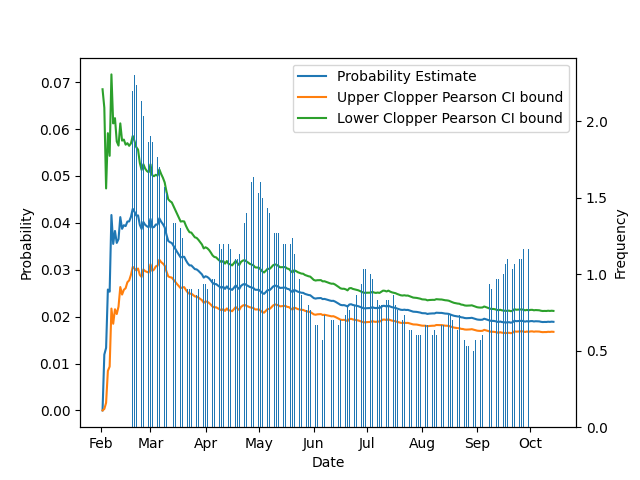 Probability Estimate
Upper Clopper Pearson CI bound
Lower Clopper Pearson CI bound
0.07
0.06
0.05
0.04
0.03
0.02
0.01
0.00
Probability
2.0
1.5
1.0
0.5
0.0
Frequency
Feb Mar Apr May Jun Jul Aug Sep Oct
Date